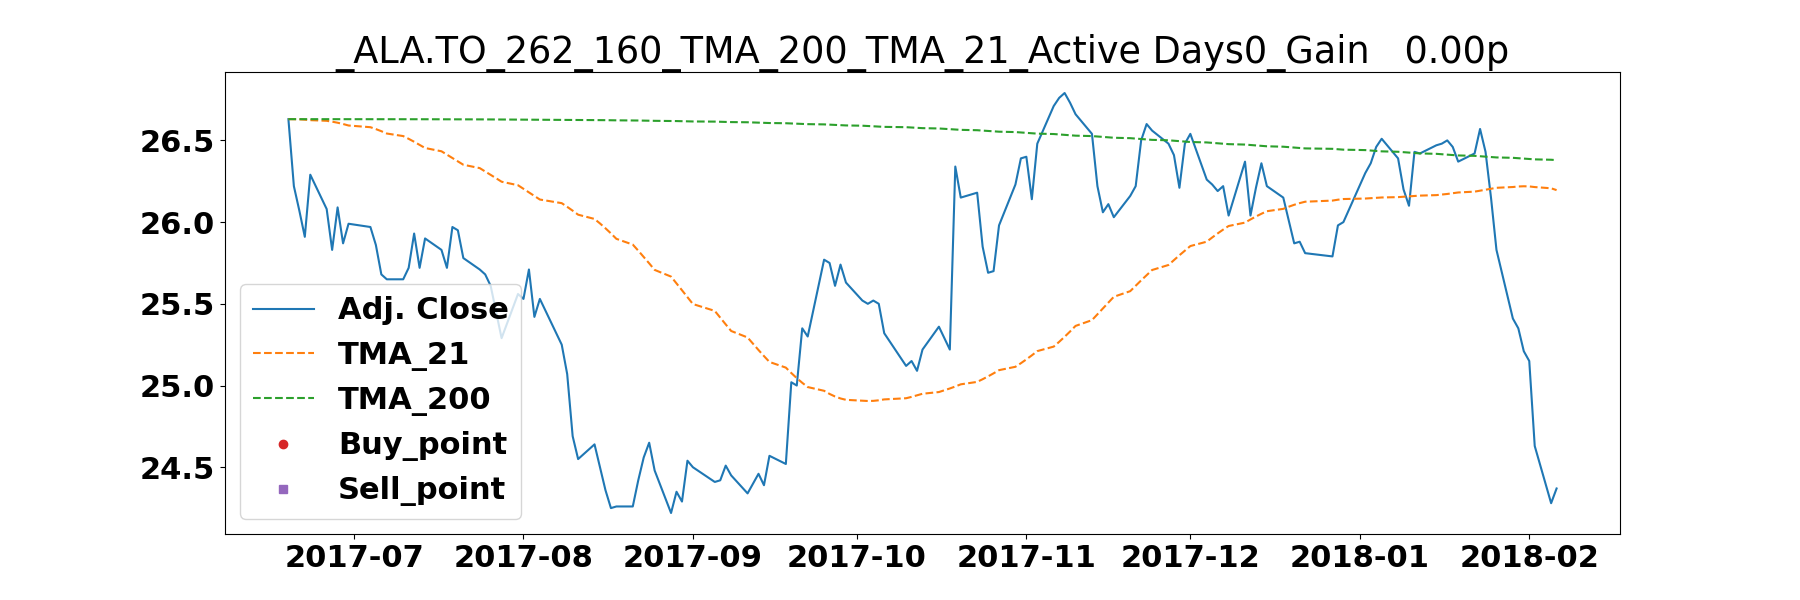 _ALA.TO_262_160_TMA_200_TMA_21_Active Days0_Gain   0.00p
26.5
26.0
25.5
25.0
24.5
Adj. Close
TMA_21
TMA_200
Buy_point
Sell_point
2017-07 2017-08 2017-09 2017-10 2017-11 2017-12 2018-01 2018-02